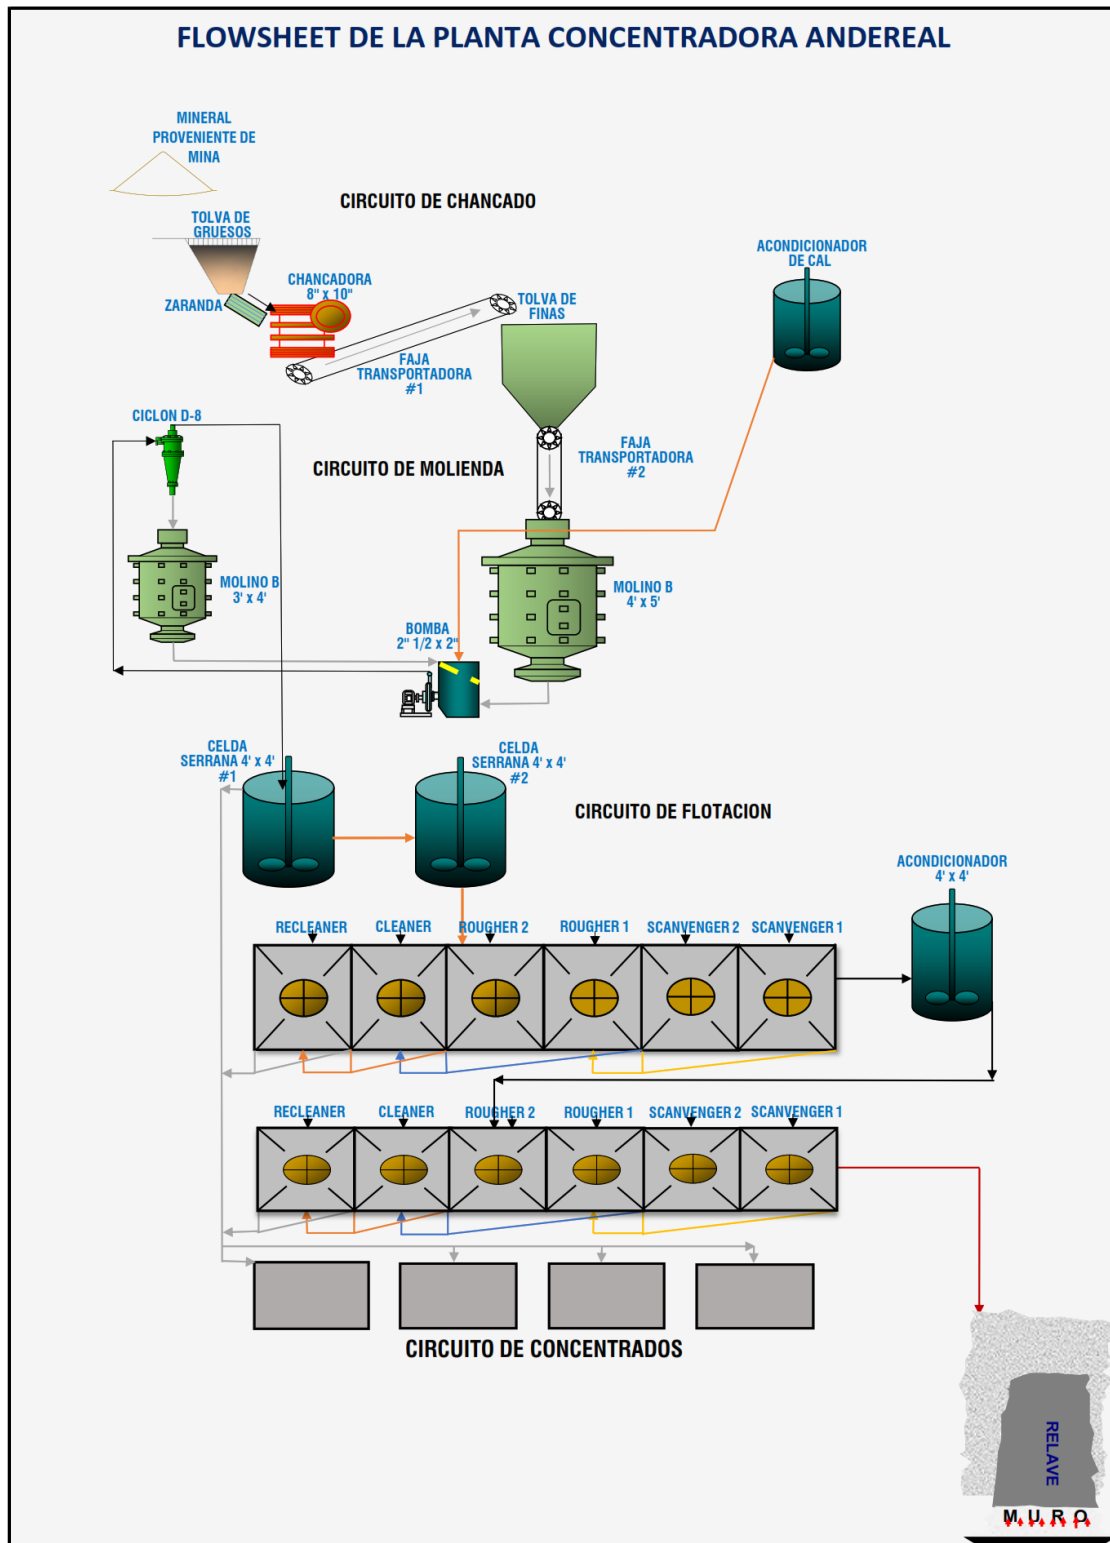 FLOWSHEET DE LA PLANTA CONCENTRADORA ANDEREAL
MINERAL
PROVENIENTE DE
MINA
CIRCUITO DE CHANCADO
TOLVA DE
GRUESOS
ZARANDA
CHANCADORA
8" x 10"
TOLVA DE
FINAS
FAJA
TRANSPORTADORA
#1
ACONDICIONADOR
DE CAL
CICLON D-8
CIRCUITO DE MOLIENDA
FAJA
TRANSPORTADORA
#2
MOLINO B
3' x 4'
MOLINO B
4' x 5'
BOMBA
2" 1/2 x 2"
CELDA
SERRANA 4' x 4'
#1
CELDA
SERRANA 4' x 4'
#2
CIRCUITO DE FLOTACION
ACONDICIONADOR
4' x 4'
RECLEANER
CLEANER
ROUGHER 2
ROUGHER 1
SCANVENGER 2
SCANVENGER 1
RECLEANER
CLEANER
ROUGHER 2
ROUGHER 1
SCANVENGER 2
SCANVENGER 1
CIRCUITO DE CONCENTRADOS
RELAVE
MURO